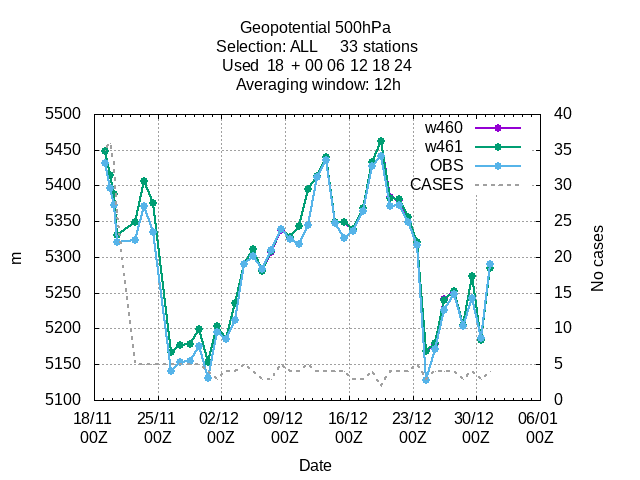 Geopotential 500hPa
Selection: ALL 33 stations
Used 18 + 00 06 12 18 24
Averaging window: 12h
5500
5450
5400
5350
5300
5250
5200
5150
5100
m
w460
w461
OBS
CASES
40
35
30
25
20
15
10
5
0
No cases
18/11 25/11 02/12 09/12 16/12 23/12 30/12 06/01
00Z 00Z 00Z 00Z 00Z 00Z 00Z 00Z
Date